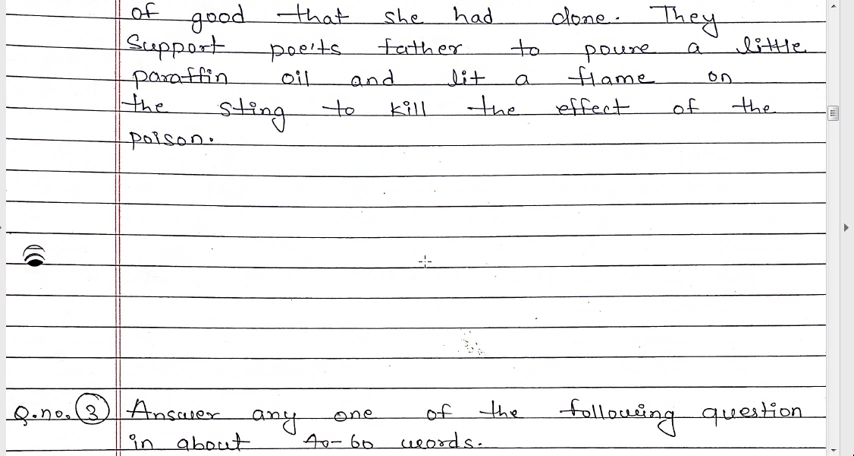 of good that she had done. They
Support poet's father to poure a little
paraffin oil and lit a flame on
the sting to kill the effect of the
poison.
Q.no. 3 Answer any one of the following question
in about 40-60 words.